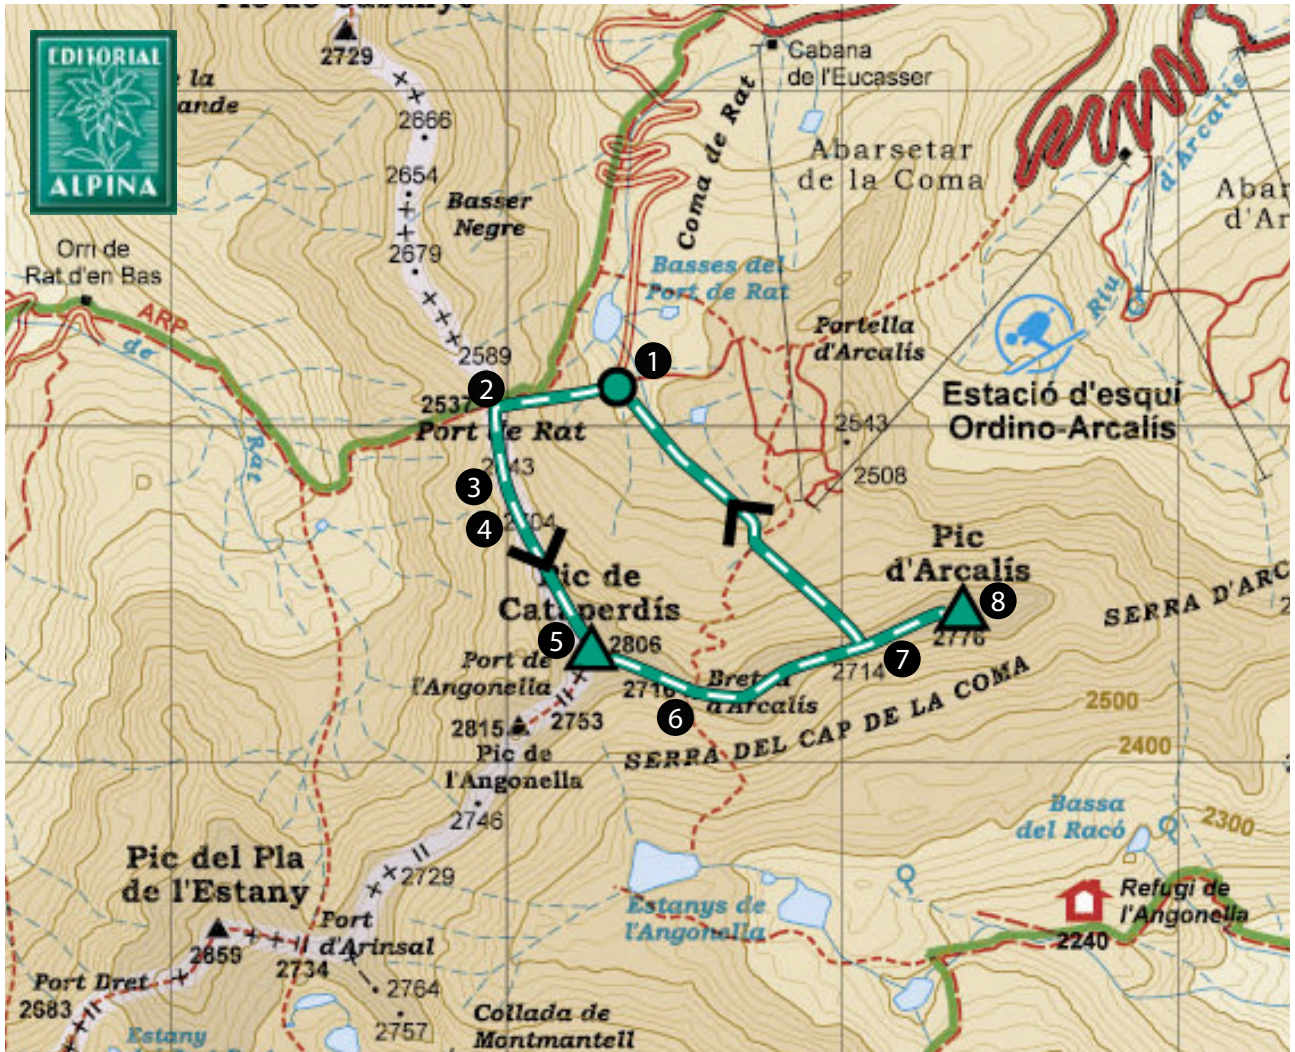 EDITORIAL
ALPINA
2729
de la
2666
2654
Basser
Negre
2679
2589
Orri de
Rat d'en Bas
ARP
de
Rat
Coma de Rat
Cabana
de l'Eucasser
Abarsetar
de la Coma
d'Arcalís
Riu
Abar
d'Ar
Basses del
Port de Rat
Portella
d'Arcalís
Estació d'esquí
Ordino-Arcalís
1
2
2537
Port de Rat
2543
2508
3
4
2704
Pic de
Cataperdís
5
2806
Pic
d'Arcalís
8
2776
7
2714
SERRA D'ARC
Port de
l'Angonella
2716
Bretxa
d'Arcalís
6
2815
2753
Pic de
l'Angonella
SERRA DEL CAP DE LA COMA
2500
2400
2300
2746
2729
Pic del Pla
de l'Estany
2859
Port
d'Arinsal
2734
Port Dret
2683
2764
2757
Collada de
Montmantell
Estany
Estanys de
l'Angonella
Bassa
del Racó
Refugi de
l'Angonella
2240